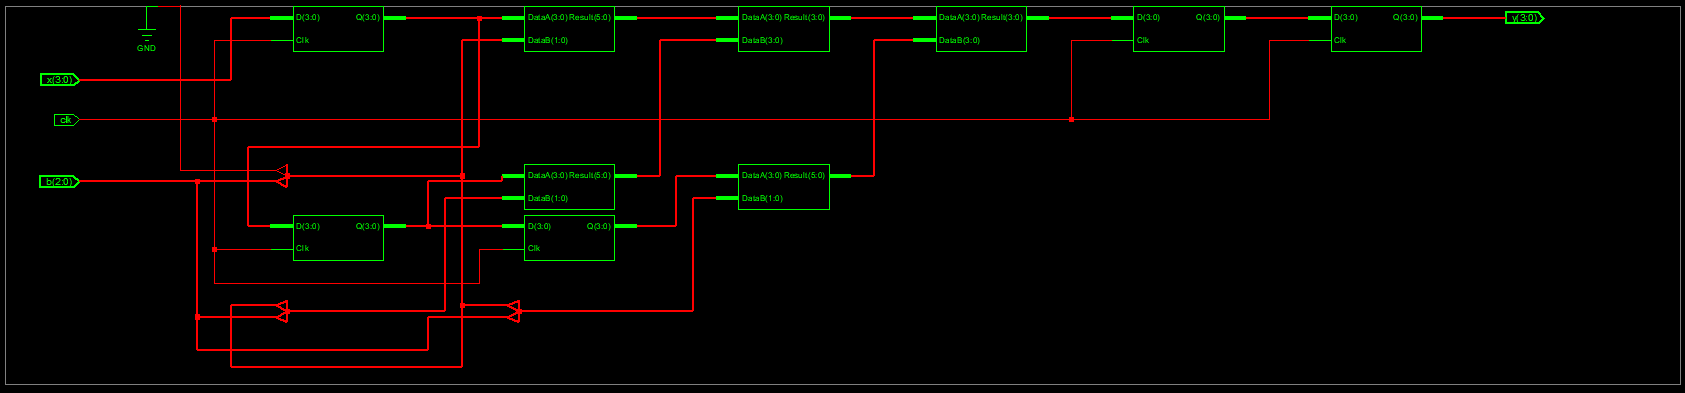 D(3:0) Q(3:0) DataA(3:0) Result(5:0) DataA(3:0) Result(3:0) DataA(3:0) Result(3:0) D(3:0) Q(3:0) D(3:0) Q(3:0) y(3:0)
Clk DataB(1:0) DataB(3:0) DataB(3:0) Clk Clk
GND
x(3:0)
clk
b(2:0)
DataA(3:0) Result(5:0) DataA(3:0) Result(5:0)
DataB(1:0) DataB(1:0)
D(3:0) Q(3:0) D(3:0) Q(3:0)
Clk Clk